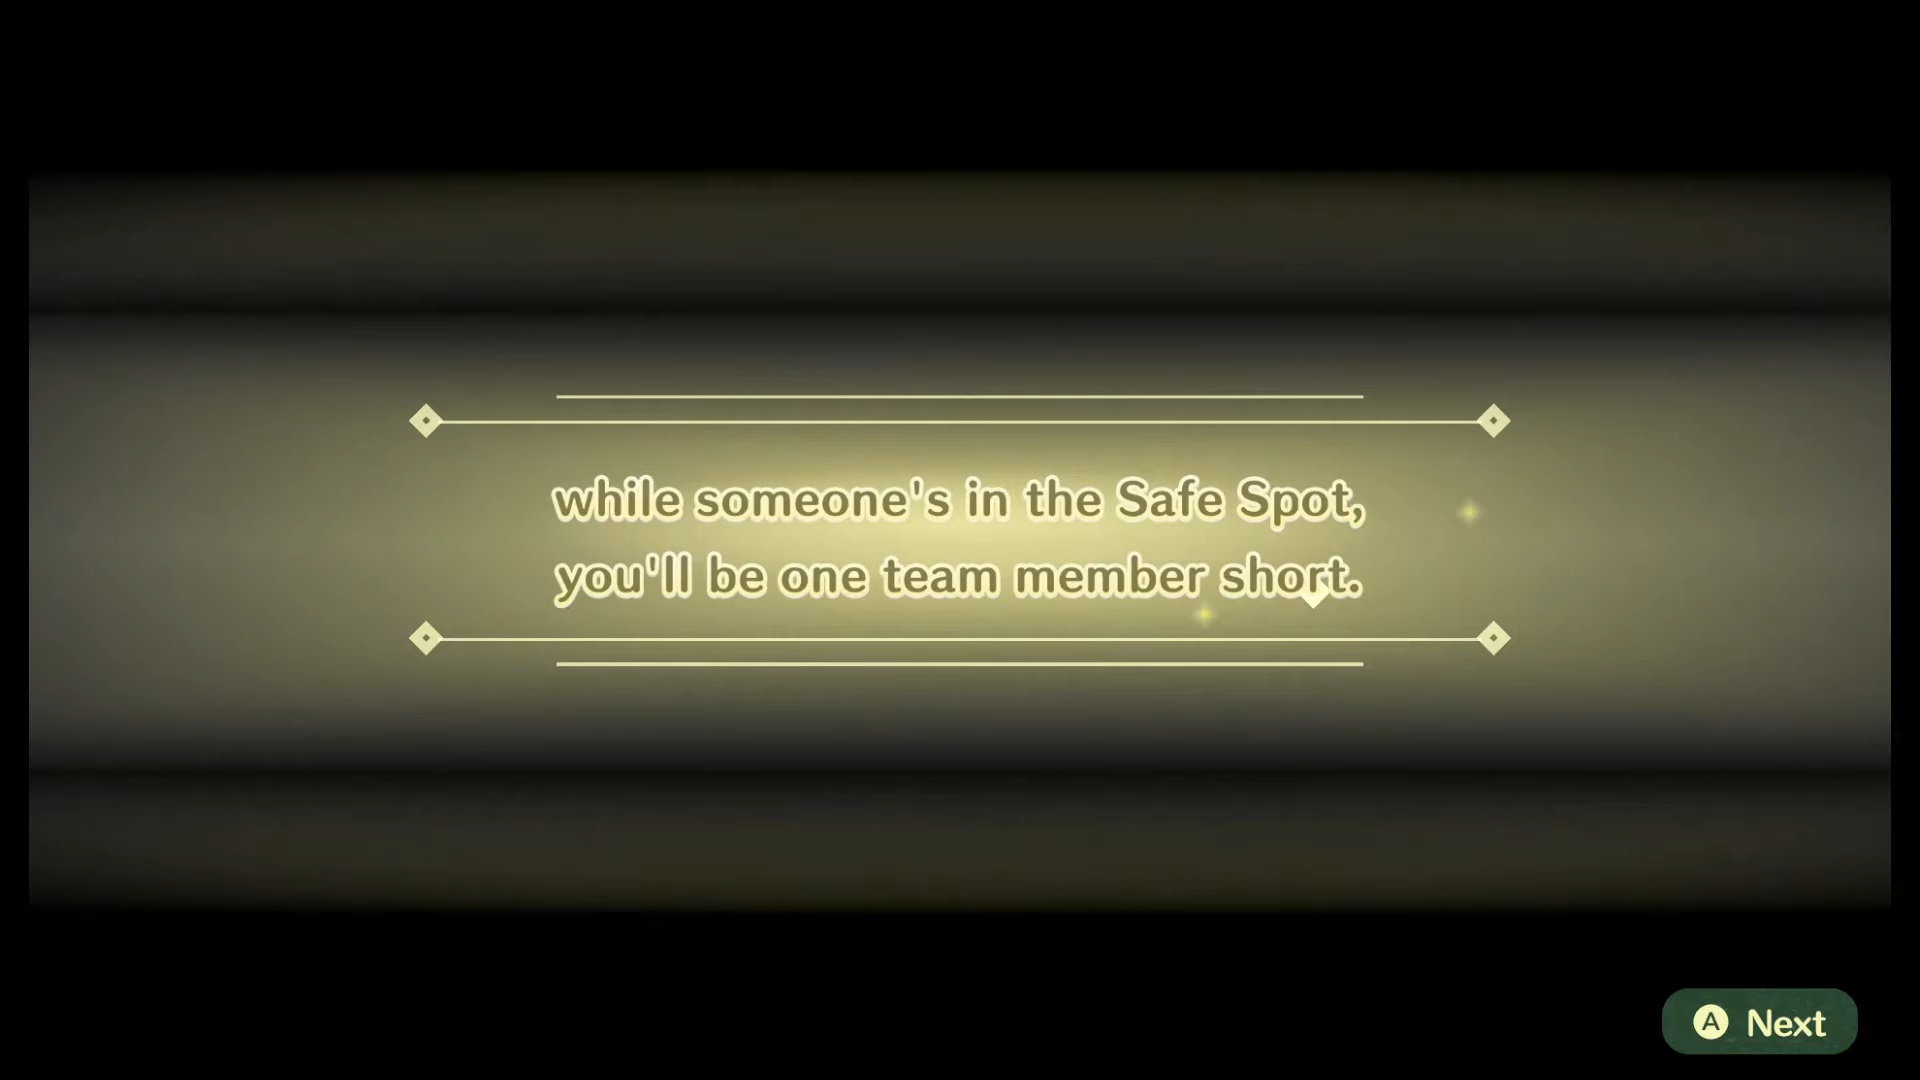 while someone's in the Safe Spot,
you'll be one team member short.
A Next